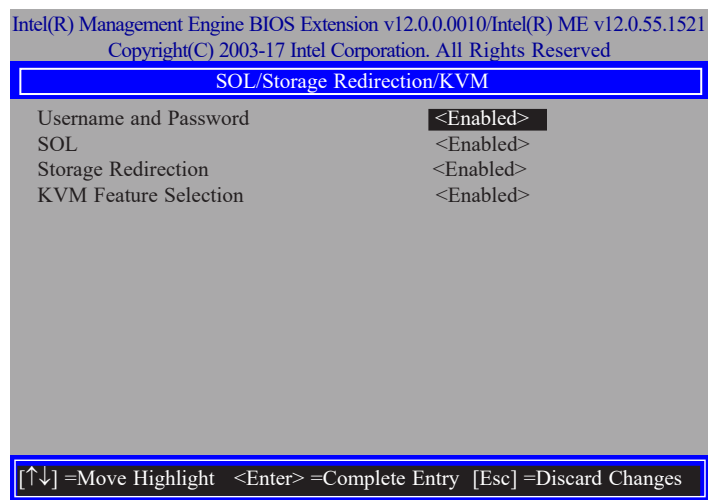 Intel(R) Management Engine BIOS Extension v12.0.0.0010/Intel(R) ME v12.0.55.1521
Copyright(C) 2003-17 Intel Corporation. All Rights Reserved
SOL/Storage Redirection/KVM
Username and Password <Enabled>
SOL <Enabled>
Storage Redirection <Enabled>
KVM Feature Selection <Enabled>
[↑↓] =Move Highlight <Enter> =Complete Entry [Esc] =Discard Changes